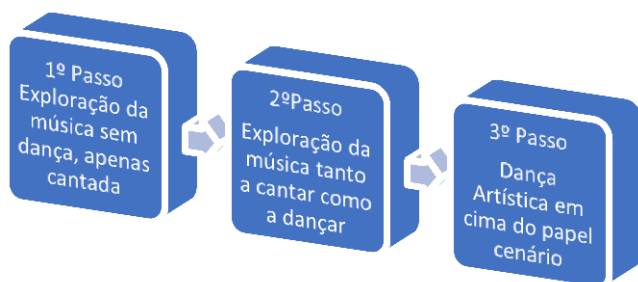 1º Passo
Exploração da
música sem
dança, apenas
cantada
2ºPasso
Exploração da
música tanto
a cantar como
a dançar
3º Passo
Dança
Artística em
cima do papel
cenário